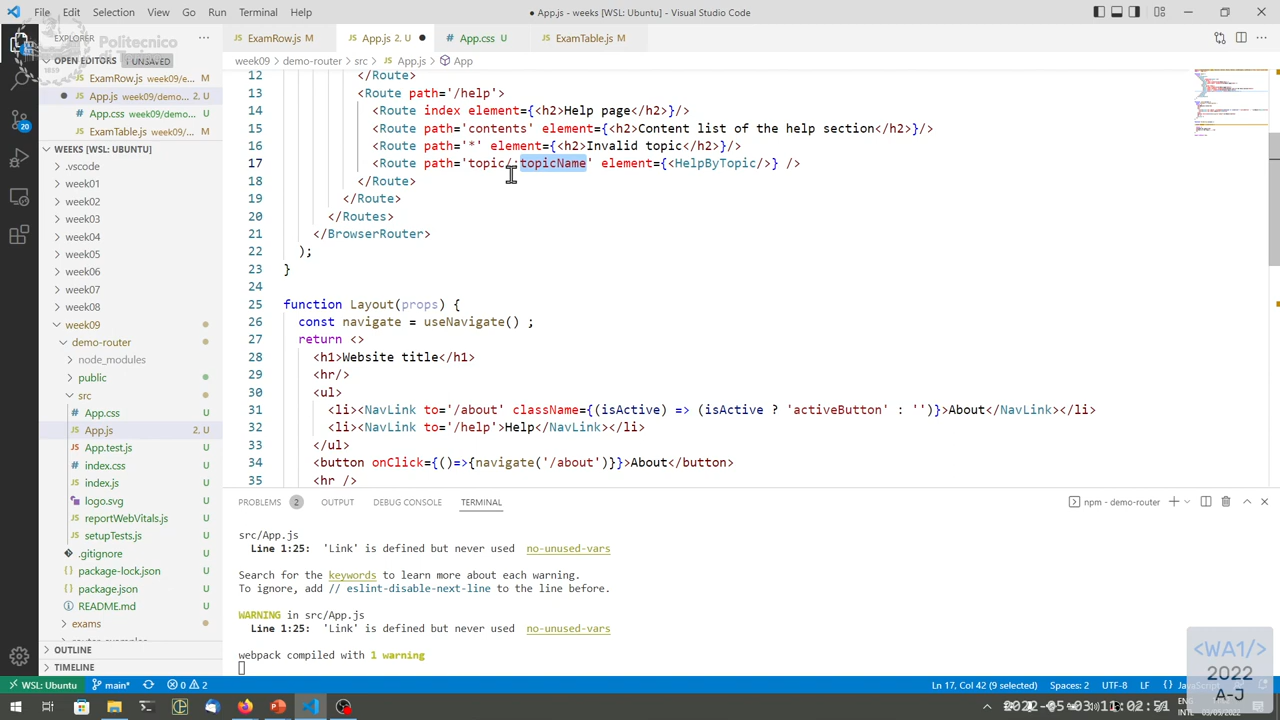 File Edit Selection View Go Run Terminal Help
● App.js - weeks [WSL: Ubuntu] - Visual Studio Code
EXPLORER
Politecnico
OPEN EDITORS 1 UNSAVED
ExamRow.js week09/e... M
App.js week09/demo... 2, U
App.css week09/demo... U
ExamTable.js week09/... M
WEEKS [WSL: UBUNTU]
.vscode
week01
week02
week03
week04
week05
week06
week07
week08
week09
demo-router
node_modules
public
src
App.css U
App.js 2, U
App.test.js U
index.css U
index.js U
logo.svg U
reportWebVitals.js U
setupTests.js U
.gitignore U
package-lock.json U
package.json U
README.md U
exams
OUTLINE
TIMELINE
ExamRow.js M App.js 2, U ● App.css U ExamTable.js M
week09 > demo-router > src > App.js > App
12 </Route>
13 <Route path='/help'>
14 <Route index element={<h2>Help page</h2>}/>
15 <Route path='contents' element={<h2>Content list of the help section</h2>}/>
16 <Route path='*' element={<h2>Invalid topic</h2>}/>
17 <Route path='topic/:topicName' element={<HelpByTopic/>} />
18 </Route>
19 </Route>
20 </Routes>
21 </BrowserRouter>
22 );
23 }
24
25 function Layout(props) {
26 const navigate = useNavigate() ;
27 return <>
28 <h1>Website title</h1>
29 <hr/>
30 <ul>
31 <li><NavLink to='/about' className={(isActive) => (isActive ? 'activeButton' : '')}>About</NavLink></li>
32 <li><NavLink to='/help'>Help</NavLink></li>
33 </ul>
34 <button onClick={()=>{navigate('/about')}}>About</button>
35 <hr />
PROBLEMS 2 OUTPUT DEBUG CONSOLE TERMINAL
npm - demo-router
src/App.js
Line 1:25: 'Link' is defined but never used no-unused-vars
Search for the keywords to learn more about each warning.
To ignore, add // eslint-disable-next-line to the line before.
WARNING in src/App.js
Line 1:25: 'Link' is defined but never used no-unused-vars
webpack compiled with 1 warning
<WA1/>
2022
A-J
WSL: Ubuntu main* 0 2
Ln 17, Col 42 (9 selected) Spaces: 2 UTF-8 LF
2022-05-03 11:02:51